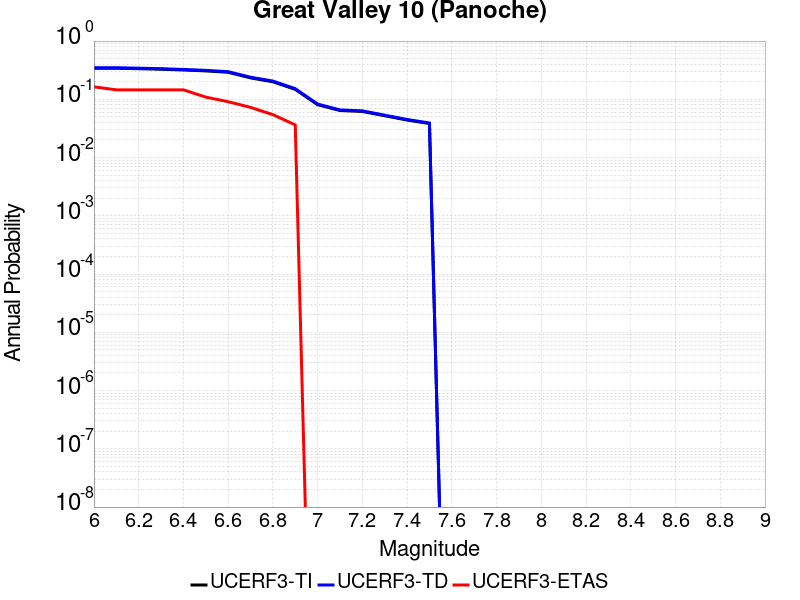 Great Valley 10 (Panoche)
10^0
10^-1
10^-2
10^-3
10^-4
10^-5
10^-6
10^-7
10^-8
Annual Probability
6 6.2 6.4 6.6 6.8 7 7.2 7.4 7.6 7.8 8 8.2 8.4 8.6 8.8 9
Magnitude
UCERF3-TI UCERF3-TD UCERF3-ETAS